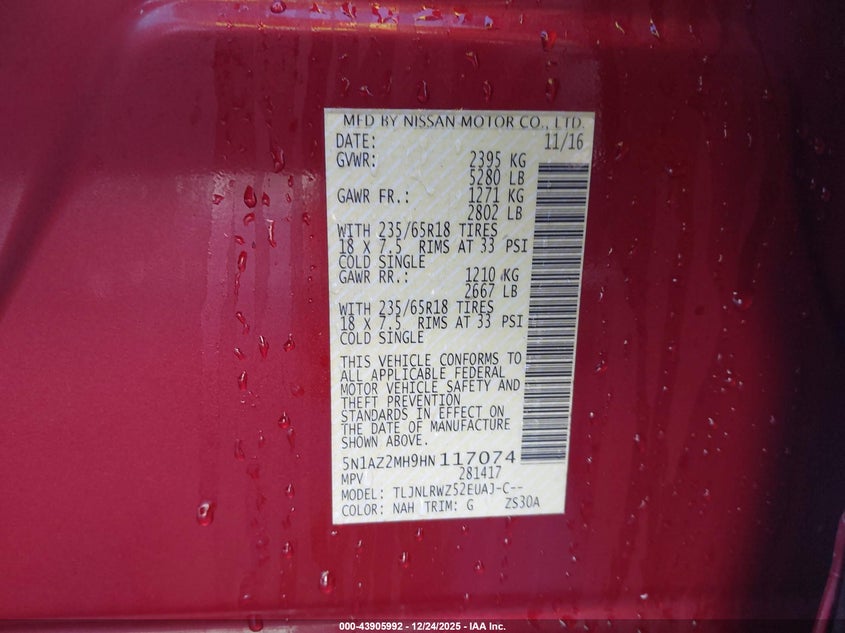 MFD BY NISSAN MOTOR CO., LTD.
DATE: 11/16
GVWR: 2395 KG
5280 LB
GAWR FR.: 1271 KG
2802 LB
WITH 235/65R18 TIRES
18 X 7.5 RIMS AT 33 PSI
COLD SINGLE
GAWR RR.: 1210 KG
2667 LB
WITH 235/65R18 TIRES
18 X 7.5 RIMS AT 33 PSI
COLD SINGLE
THIS VEHICLE CONFORMS TO
ALL APPLICABLE FEDERAL
MOTOR VEHICLE SAFETY AND
THEFT PREVENTION
STANDARDS IN EFFECT ON
THE DATE OF MANUFACTURE
SHOWN ABOVE.
5N1AZ2MH9HN 117074
MPV 281417
MODEL: TLJNLRWZ52EUAJ-C--
COLOR: NAH TRIM: G ZS30A
000-43905992 - 12/24/2025 - IAA Inc.